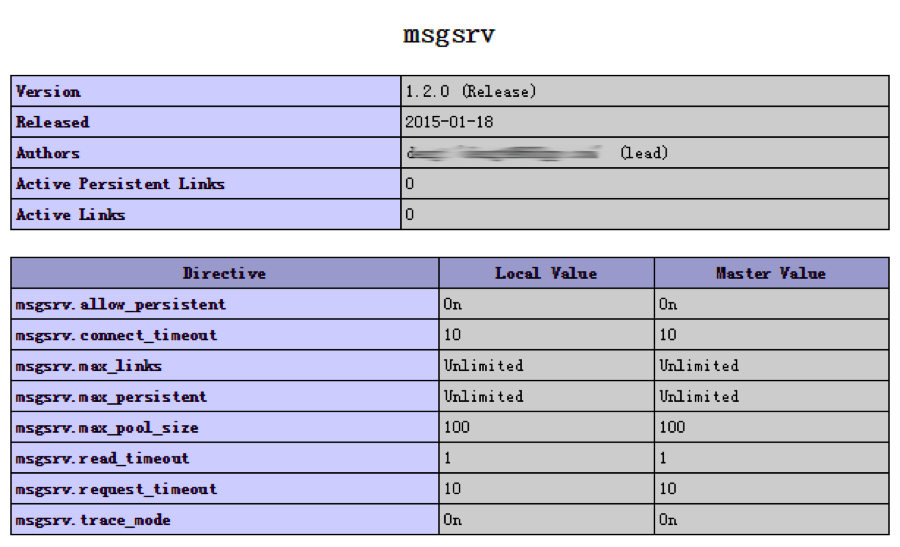 msgsrv
Version 1.2.0 (Release)
Released 2015-01-18
Authors (lead)
Active Persistent Links 0
Active Links 0
Directive Local Value Master Value
msgsrv.allow_persistent On On
msgsrv.connect_timeout 10 10
msgsrv.max_links Unlimited Unlimited
msgsrv.max_persistent Unlimited Unlimited
msgsrv.max_pool_size 100 100
msgsrv.read_timeout 1 1
msgsrv.request_timeout 10 10
msgsrv.trace_mode On On